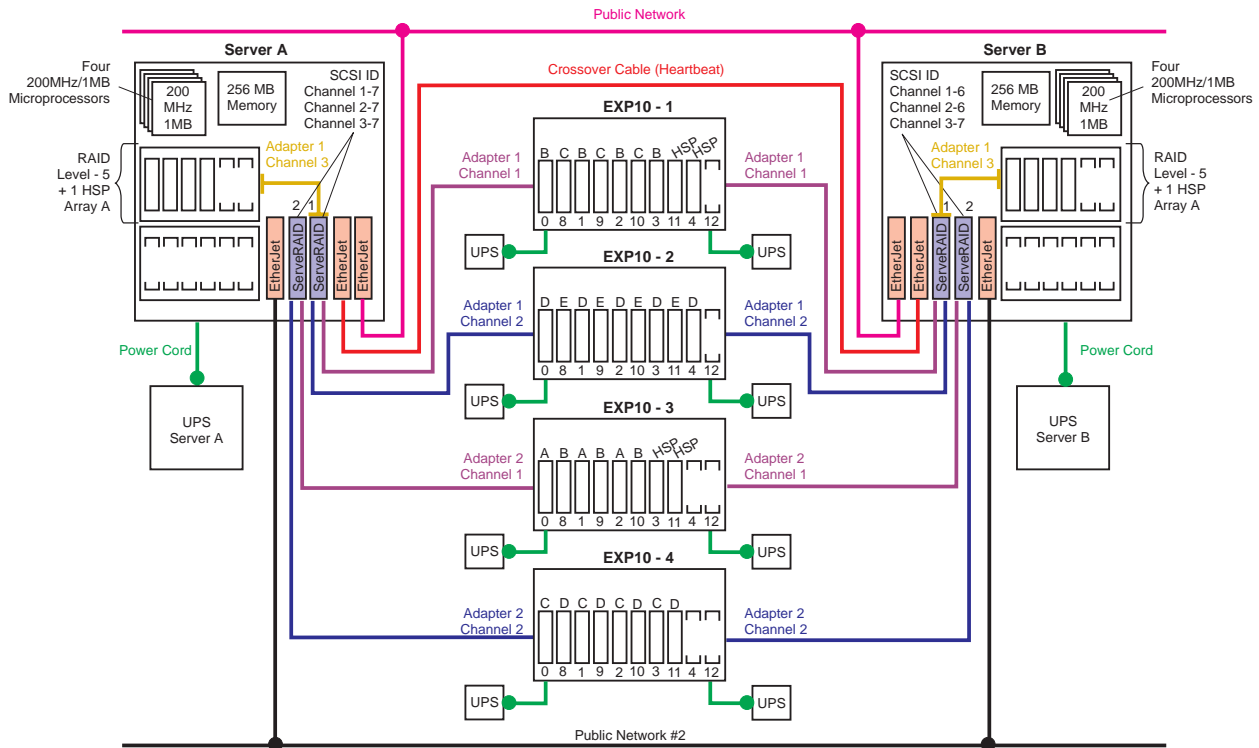 Public Network
Server A
Server B
Four
200MHz/1MB
Microprocessors
200
MHz
1MB
256 MB
Memory
SCSI ID
Channel 1-7
Channel 2-7
Channel 3-7
Crossover Cable (Heartbeat)
SCSI ID
Channel 1-6
Channel 2-6
Channel 3-7
256 MB
Memory
200
MHz
1MB
Four
200MHz/1MB
Microprocessors
RAID
Level - 5
+ 1 HSP
Array A
Adapter 1
Channel 3
2 1
EtherJet
ServeRAID
ServeRAID
EtherJet
EtherJet
Adapter 1
Channel 1
EXP10 - 1
B C B C B C B HSP HSP
0 8 1 9 2 10 3 11 4 12
UPS
UPS
Adapter 1
Channel 1
Adapter 1
Channel 3
1 2
EtherJet
EtherJet
ServeRAID
ServeRAID
EtherJet
RAID
Level - 5
+ 1 HSP
Array A
Adapter 1
Channel 2
EXP10 - 2
D E D E D E D E D
0 8 1 9 2 10 3 11 4 12
UPS
UPS
Adapter 1
Channel 2
Power Cord
UPS
Server A
Power Cord
UPS
Server B
Adapter 2
Channel 1
EXP10 - 3
A B A B A B HSP HSP
0 8 1 9 2 10 3 11 4 12
UPS
UPS
Adapter 2
Channel 1
Adapter 2
Channel 2
EXP10 - 4
C D C D C D C D
0 8 1 9 2 10 3 11 4 12
UPS
UPS
Adapter 2
Channel 2
Public Network #2